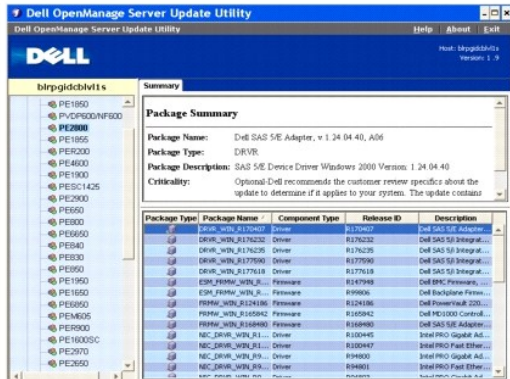 Dell OpenManage Server Update Utility
Dell OpenManage Server Update Utility
Help About Exit
DELL
Host: blrpgidcblvl1s
Version: 1.9
blrpgidcblvl1s
PE1850
PVDP600/NF600
PE2800
PE1855
PER200
PE4600
PE1900
PESC1425
PE2900
PE650
PE800
PE6650
PE840
PE830
PE850
PE1950
PE1650
PE6850
PEM605
PER900
PE1600SC
PE2970
PE2650
Summary
Package Summary
Package Name: Dell SAS 5/E Adapter, v 1.24.04.40, A06
Package Type: DRVR
Package Description: SAS 5/E Device Driver Windows 2000 Version: 1.24.04.40
Criticality: Optional-Dell recommends the customer review specifics about the
update to determine if it applies to your system. The update contains
Package Type Package Name Component Type Release ID Description
DRVR_WIN_R170407 Driver R170407 Dell SAS 5/E Adapter...
DRVR_WIN_R176232 Driver R176232 Dell SAS 5/i Integrat...
DRVR_WIN_R176235 Driver R176235 Dell SAS 5/i Integrat...
DRVR_WIN_R177590 Driver R177590 Dell SAS 5/i Integrat...
DRVR_WIN_R177618 Driver R177618 Dell SAS 5/i Integrat...
ESM_FRMW_WIN_R... Firmware R147948 Dell BMC Firmware, ...
ESM_FRMW_WIN_R... Firmware R99806 Dell Backplane Firmw...
FRMW_WIN_R124186 Firmware R124186 Dell PowerVault 220...
FRMW_WIN_R165842 Firmware R165842 Dell MD1000 Controll...
FRMW_WIN_R168480 Firmware R168480 Dell SAS 5/E Adapter...
NIC_DRVR_WIN_R1... Driver R100445 Intel PRO Gigabit Ad...
NIC_DRVR_WIN_R1... Driver R100447 Intel PRO Fast Ether...
NIC_DRVR_WIN_R9... Driver R94800 Intel PRO Gigabit Ad...
NIC_DRVR_WIN_R9... Driver R94801 Intel PRO Fast Ether...